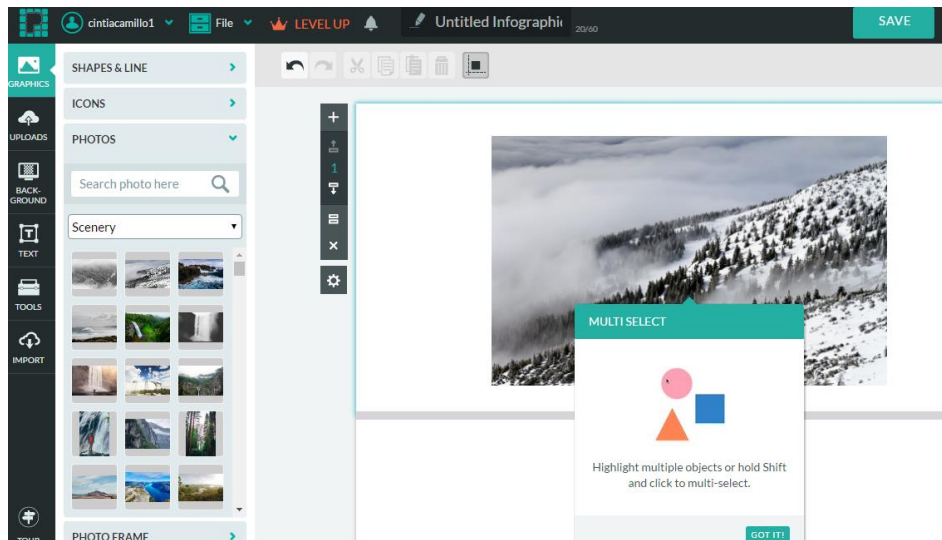 cintiacamillo1
File
LEVEL UP
Untitled Infographic
20/60
SAVE
GRAPHICS
UPLOADS
BACK-
GROUND
TEXT
TOOLS
IMPORT
SHAPES & LINE
ICONS
PHOTOS
Search photo here
Scenery
PHOTO FRAME
1
MULTI SELECT
Highlight multiple objects or hold Shift
and click to multi-select.
GOT IT!